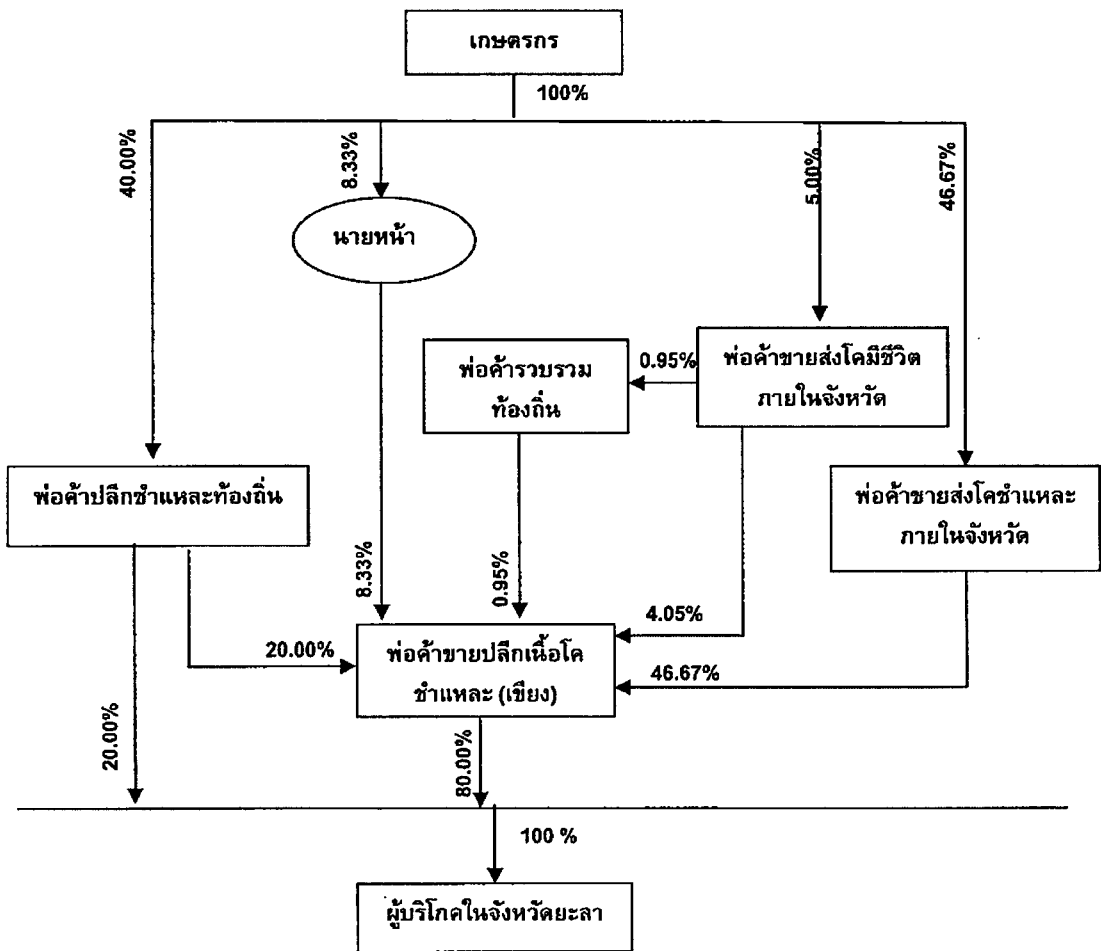 เกษตรกร
100%
40.00%
8.33%
5.00%
46.67%
นายหน้า
พ่อค้ารวบรวม
ท้องถิ่น
0.95%
พ่อค้าขายส่งโคมีชีวิต
ภายในจังหวัด
พ่อค้าปลีกชำแหละท้องถิ่น
พ่อค้าขายส่งโคชำแหละ
ภายในจังหวัด
8.33%
0.95%
4.05%
20.00%
พ่อค้าขายปลีกเนื้อโค
ชำแหละ (เขียง)
46.67%
20.00%
80.00%
100 %
ผู้บริโภคในจังหวัดยะลา